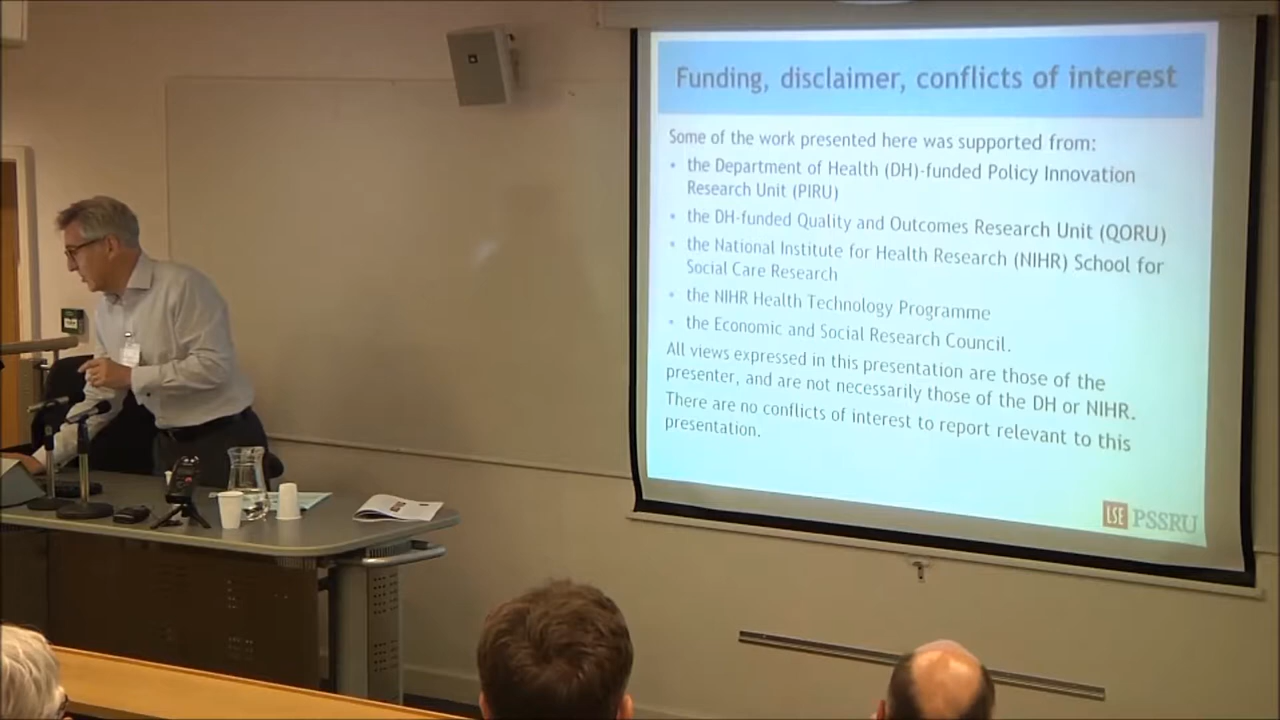 Funding, disclaimer, conflicts of interest
Some of the work presented here was supported from:
• the Department of Health (DH)-funded Policy Innovation
Research Unit (PIRU)
• the DH-funded Quality and Outcomes Research Unit (QORU)
• the National Institute for Health Research (NIHR) School for
Social Care Research
• the NIHR Health Technology Programme
• the Economic and Social Research Council.
All views expressed in this presentation are those of the
presenter, and are not necessarily those of the DH or NIHR.
There are no conflicts of interest to report relevant to this
presentation.
LSE PSSRU